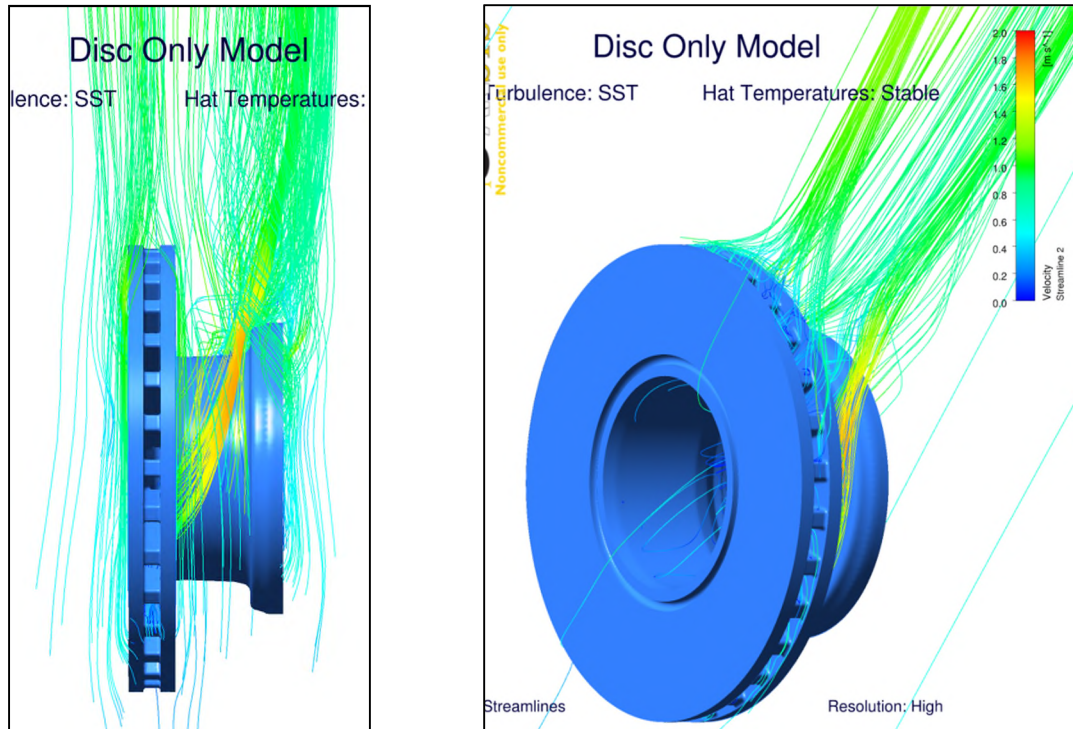 Disc Only Model
lence: SST Hat Temperatures:
Noncommercial use only
Disc Only Model
Turbulence: SST Hat Temperatures: Stable
2.0
1.8
1.6
1.4
1.2
1.0
0.8
0.6
0.4
0.2
0.0
[m s^-1]
Velocity
Streamline 2
Streamlines
Resolution: High